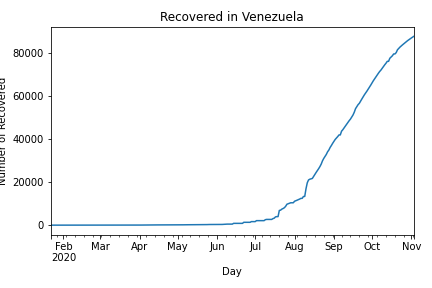 Recovered in Venezuela
Number of Recovered
80000
60000
40000
20000
0
Feb Mar Apr May Jun Jul Aug Sep Oct Nov
2020
Day